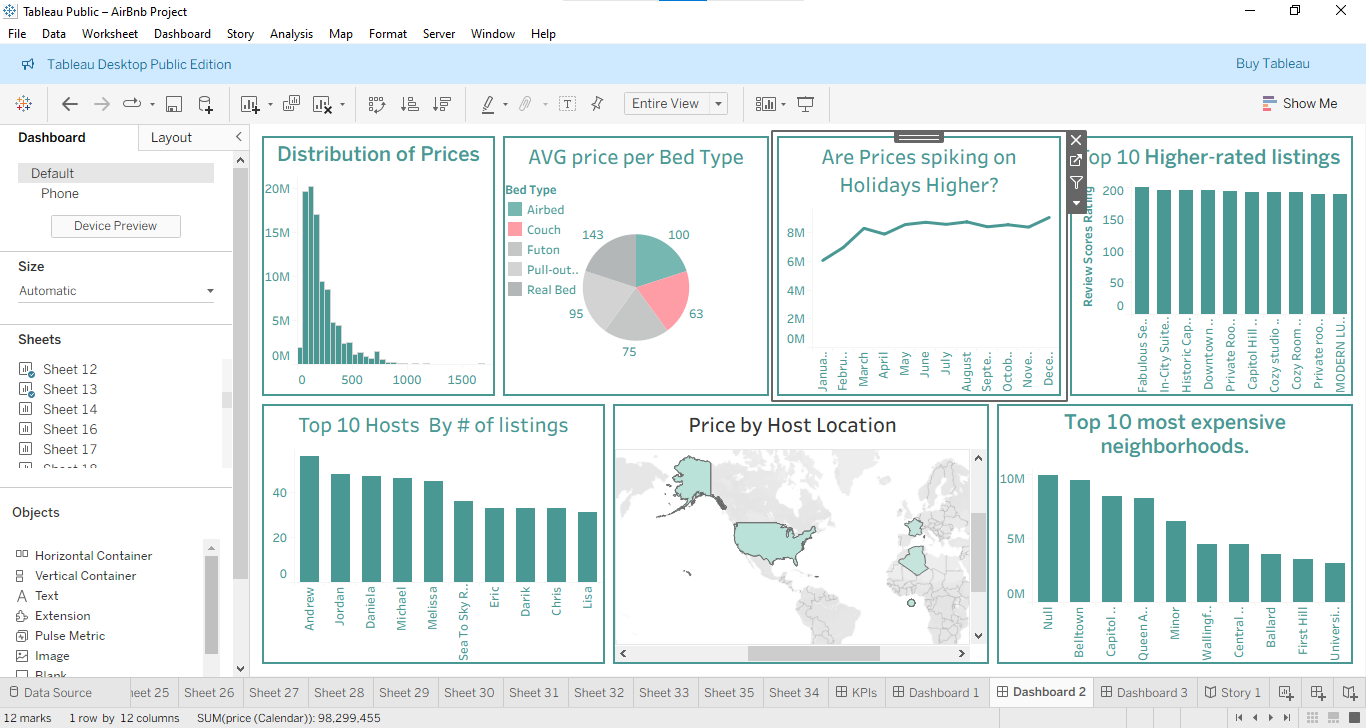 Tableau Public – AirBnb Project
File Data Worksheet Dashboard Story Analysis Map Format Server Window Help
Tableau Desktop Public Edition
Buy Tableau
Entire View
Show Me
Dashboard
Layout
Default
Phone
Device Preview
Size
Automatic
Sheets
Sheet 12
Sheet 13
Sheet 14
Sheet 16
Sheet 17
Sheet 18
Objects
Horizontal Container
Vertical Container
Text
Extension
Pulse Metric
Image
Blank
Distribution of Prices
20M
15M
10M
5M
0M
0 500 1000 1500
AVG price per Bed Type
Bed Type
Airbed
Couch
Futon
Pull-out..
Real Bed
143
100
95
63
75
Are Prices spiking on
Holidays Higher?
8M
6M
4M
2M
0M
Janua..
Febru..
March
April
May
June
July
August
Septe..
Octob..
Nove..
Dece..
op 10 Higher-rated listings
Review Scores Rating
200
150
100
50
0
Fabulous Se..
In-City Suite..
Historic Cap..
Downtown ..
Private Roo..
Capitol Hill ..
Cozy studio ..
Cozy Room ..
Private roo..
MODERN LU..
Top 10 Hosts By # of listings
40
20
0
Andrew
Jordan
Daniela
Michael
Melissa
Sea To Sky R..
Eric
Darik
Chris
Lisa
Price by Host Location
Top 10 most expensive
neighborhoods.
10M
5M
0M
Null
Belltown
Capitol ..
Queen A..
Minor
Wallingf..
Central ..
Ballard
First Hill
Universi..
Data Source
eet 25
Sheet 26
Sheet 27
Sheet 28
Sheet 29
Sheet 30
Sheet 31
Sheet 32
Sheet 33
Sheet 35
Sheet 34
KPIs
Dashboard 1
Dashboard 2
Dashboard 3
Story 1
12 marks 1 row by 12 columns SUM(price (Calendar)): 98,299,455